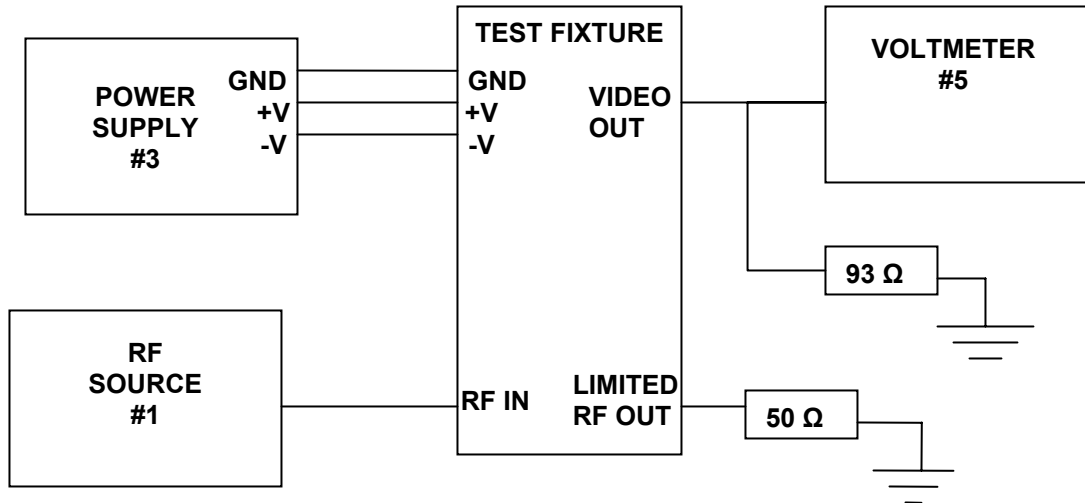 POWER
SUPPLY
#3
GND
+V
-V
TEST FIXTURE
GND
+V
-V
VIDEO
OUT
VOLTMETER
#5
93 Ω
RF
SOURCE
#1
RF IN
LIMITED
RF OUT
50 Ω